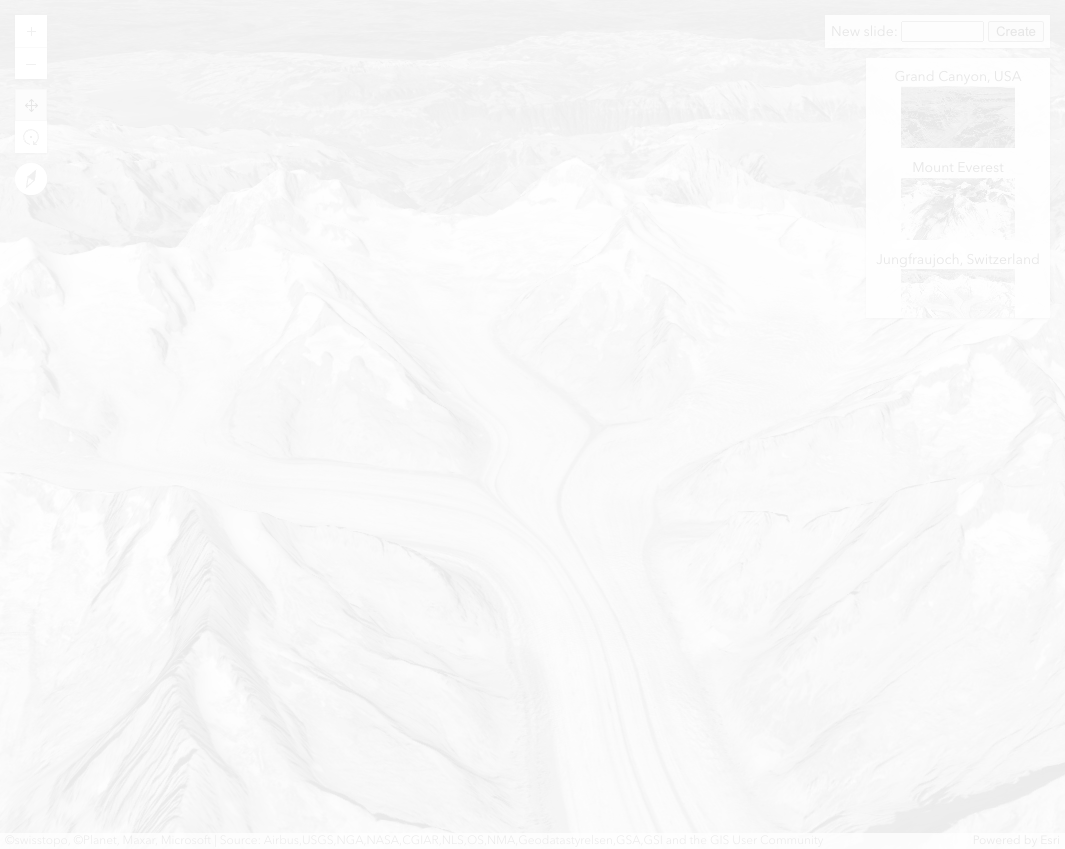 New slide:
Create
Grand Canyon, USA
Mount Everest
Jungfraujoch, Switzerland
©swisstopo, ©Planet, Maxar, Microsoft | Source: Airbus,USGS,NGA,NASA,CGIAR,NLS,OS,NMA,Geodatastyrelsen,GSA,GSI and the GIS User Community
Powered by Esri